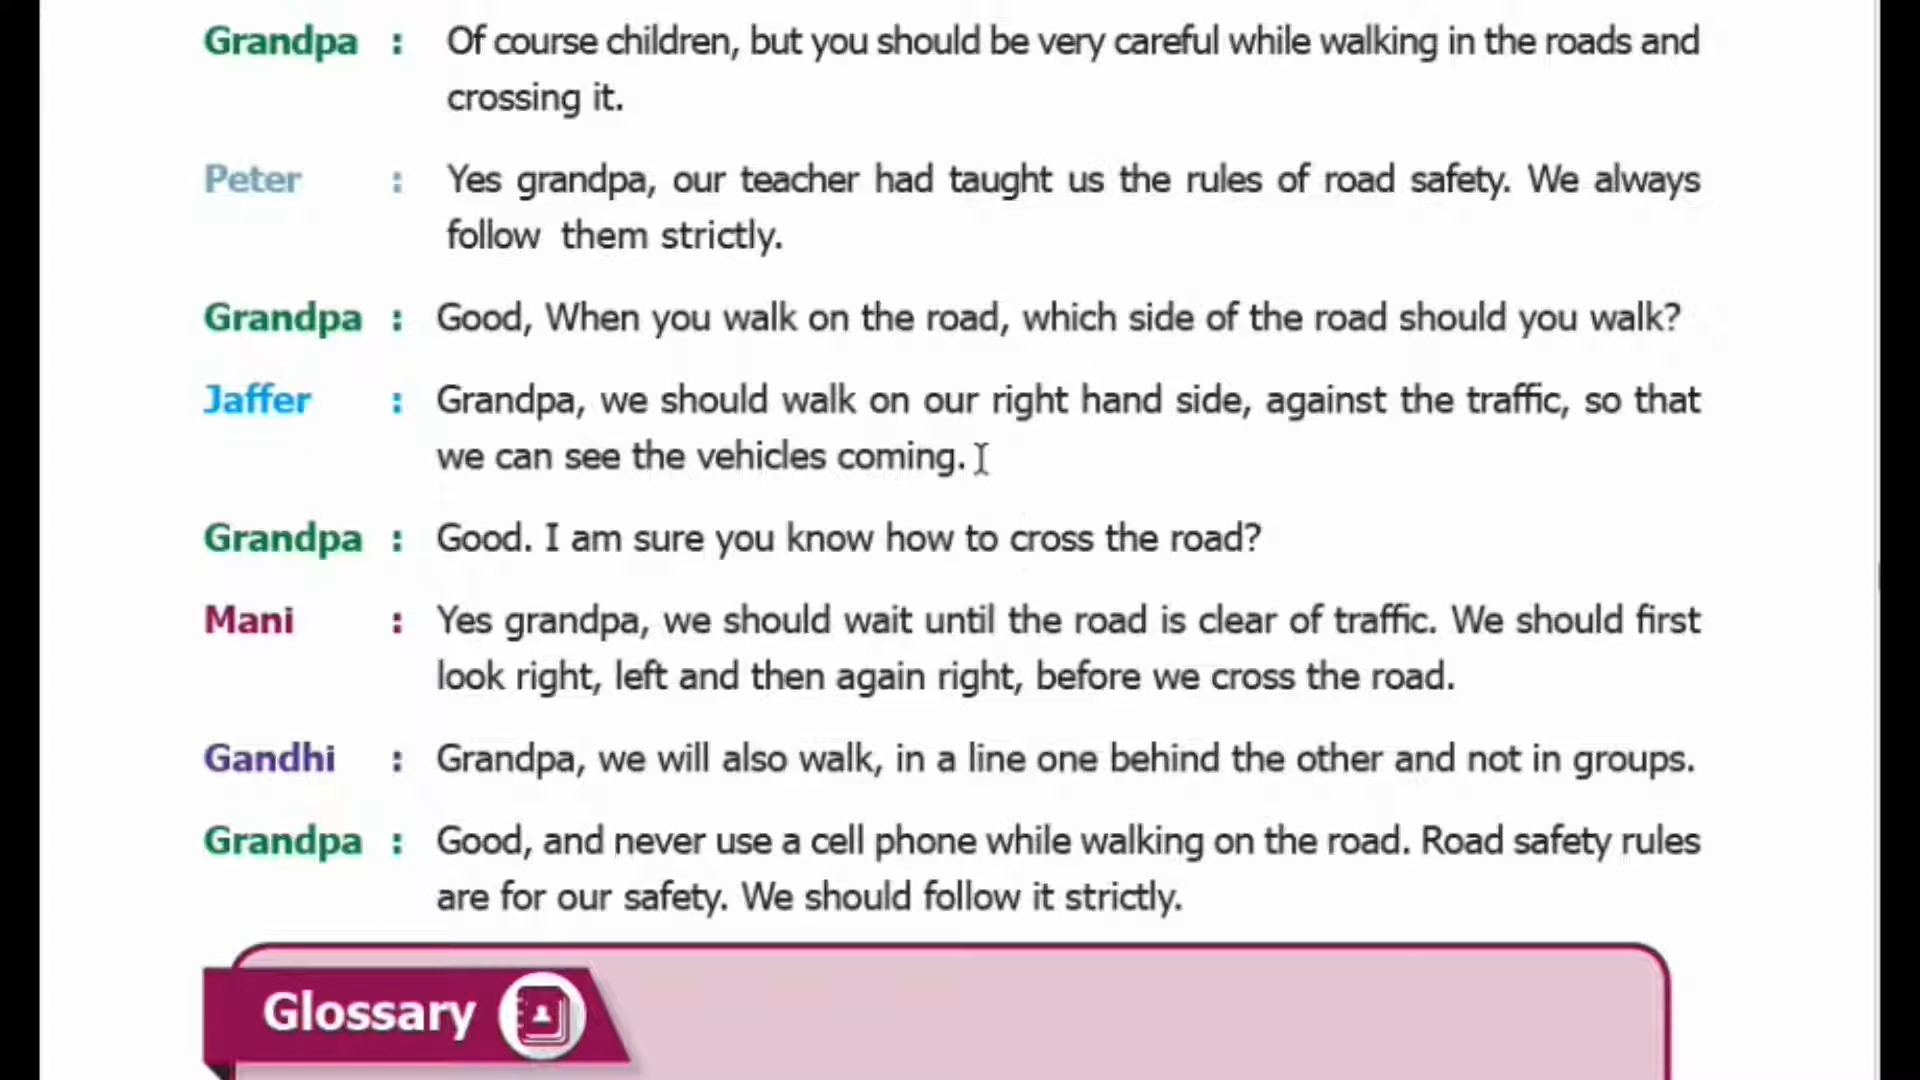 Grandpa : Of course children, but you should be very careful while walking in the roads and
crossing it.
Peter : Yes grandpa, our teacher had taught us the rules of road safety. We always
follow them strictly.
Grandpa : Good, When you walk on the road, which side of the road should you walk?
Jaffer : Grandpa, we should walk on our right hand side, against the traffic, so that
we can see the vehicles coming.
Grandpa : Good. I am sure you know how to cross the road?
Mani : Yes grandpa, we should wait until the road is clear of traffic. We should first
look right, left and then again right, before we cross the road.
Gandhi : Grandpa, we will also walk, in a line one behind the other and not in groups.
Grandpa : Good, and never use a cell phone while walking on the road. Road safety rules
are for our safety. We should follow it strictly.
Glossary